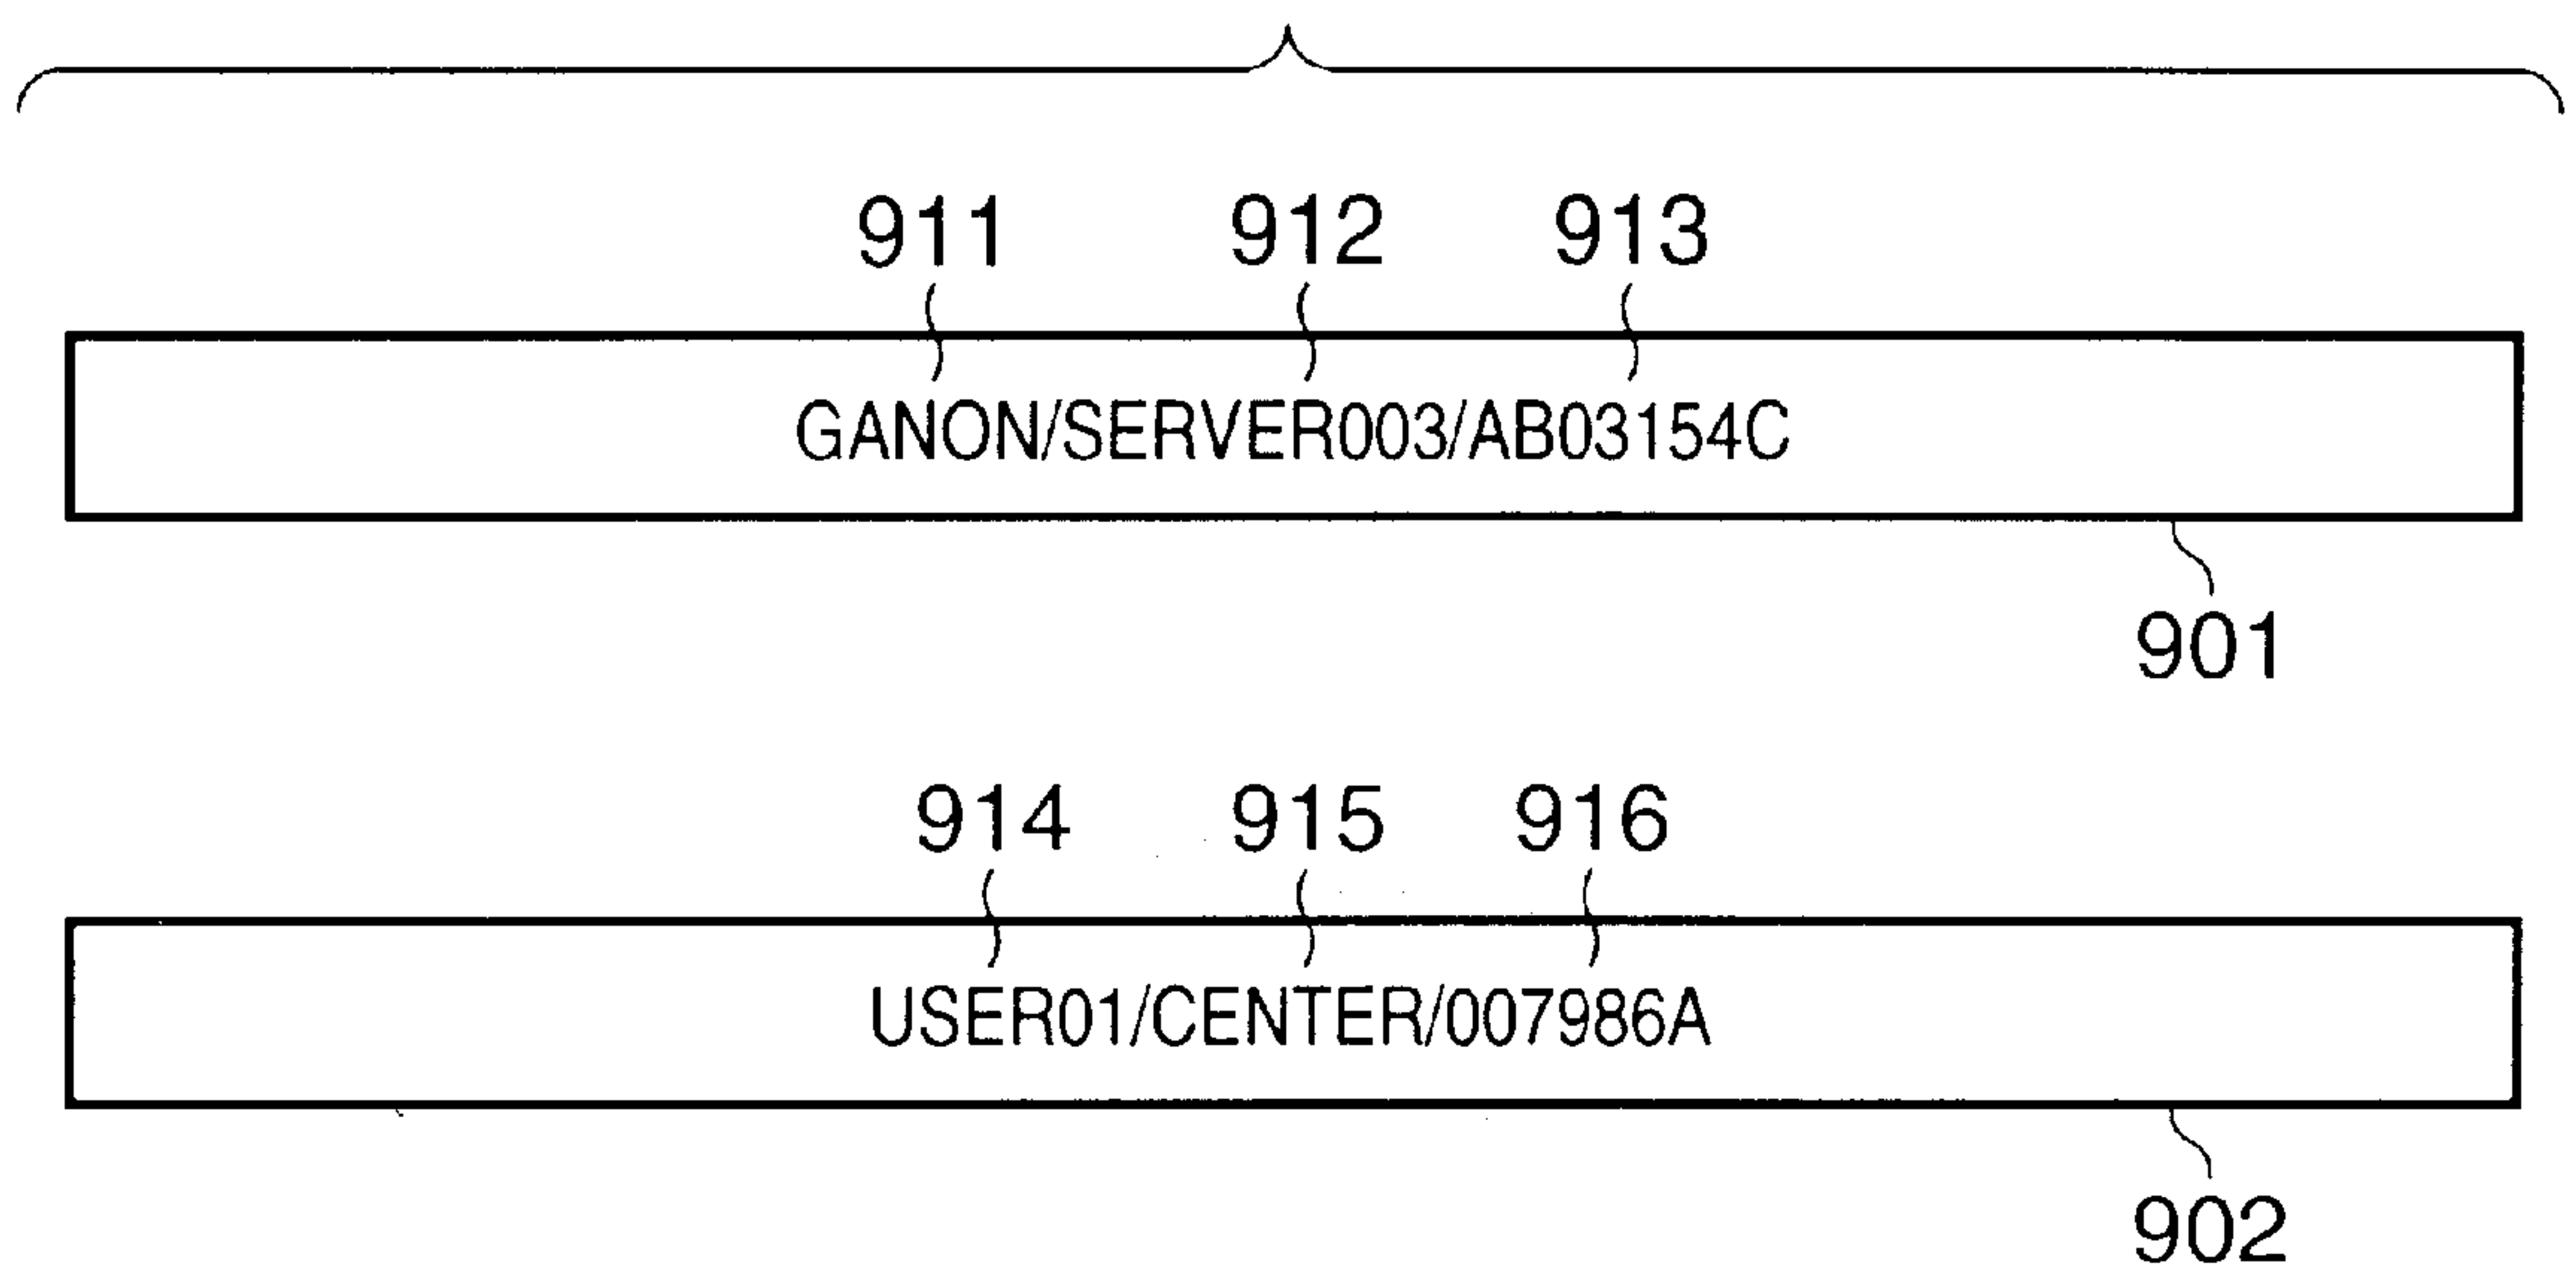 911 912 913
GANON/SERVER003/AB03154C
901
914 915 916
USER01/CENTER/007986A
902